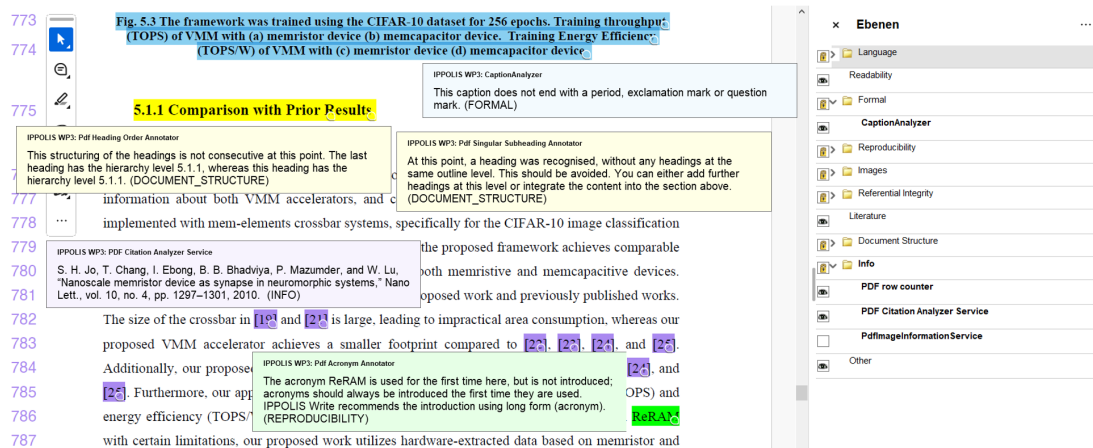 773
Fig. 5.3 The framework was trained using the CIFAR-10 dataset for 256 epochs. Training throughput
(TOPS) of VMM with (a) memristor device (b) memcapacitor device. Training Energy Efficiency
774
(TOPS/W) of VMM with (c) memristor device (d) memcapacitor device
IPPOLIS WP3: CaptionAnalyzer
This caption does not end with a period, exclamation mark or question
mark. (FORMAL)
775
5.1.1 Comparison with Prior Results
IPPOLIS WP3: Pdf Heading Order Annotator
This structuring of the headings is not consecutive at this point. The last
heading has the hierarchy level 5.1.1, whereas this heading has the
hierarchy level 5.1.1. (DOCUMENT_STRUCTURE)
IPPOLIS WP3: Pdf Singular Subheading Annotator
At this point, a heading was recognised, without any headings at the
same outline level. This should be avoided. You can either add further
headings at this level or integrate the content into the section above.
(DOCUMENT_STRUCTURE)
777
information about both VMM accelerators, and
778
implemented with mem-elements crossbar systems, specifically for the CIFAR-10 image classification
779
the proposed framework achieves comparable
IPPOLIS WP3: PDF Citation Analyzer Service
S. H. Jo, T. Chang, I. Ebong, B. B. Bhadviya, P. Mazumder, and W. Lu,
"Nanoscale memristor device as synapse in neuromorphic systems," Nano
Lett., vol. 10, no. 4, pp. 1297–1301, 2010. (INFO)
780
both memristive and memcapacitive devices.
781
oposed work and previously published works.
782
The size of the crossbar in [19] and [21] is large, leading to impractical area consumption, whereas our
783
proposed VMM accelerator achieves a smaller footprint compared to [22], [23], [24], and [25].
784
Additionally, our propose
[24], and
IPPOLIS WP3: Pdf Acronym Annotator
The acronym ReRAM is used for the first time here, but is not introduced;
acronyms should always be introduced the first time they are used.
IPPOLIS Write recommends the introduction using long form (acronym).
(REPRODUCIBILITY)
785
[25]. Furthermore, our app
OPS) and
786
energy efficiency (TOPS/
ReRAM
787
with certain limitations, our proposed work utilizes hardware-extracted data based on memristor and
Ebenen
Language
Readability
Formal
CaptionAnalyzer
Reproducibility
Images
Referential Integrity
Literature
Document Structure
Info
PDF row counter
PDF Citation Analyzer Service
PdfImageInformationService
Other